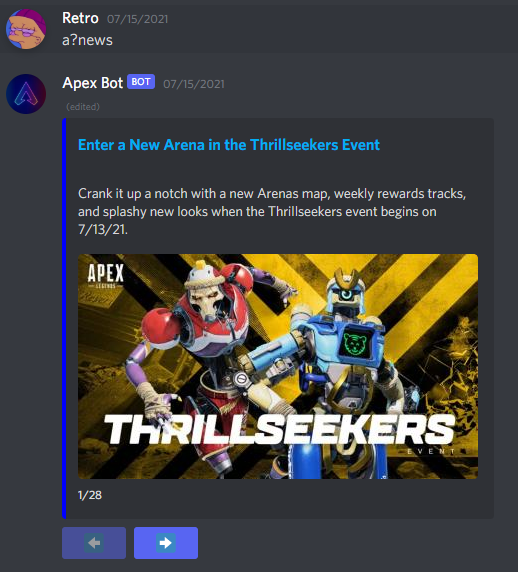 Retro 07/15/2021
a?news
Apex Bot BOT 07/15/2021
(edited)
Enter a New Arena in the Thrillseekers Event
Crank it up a notch with a new Arenas map, weekly rewards tracks,
and splashy new looks when the Thrillseekers event begins on
7/13/21.
APEX
LEGENDS
THRILLSEEKERS
EVENT
1/28